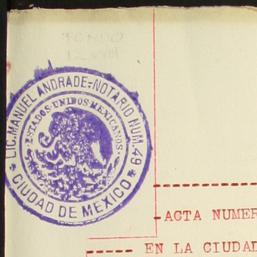 LIC. MANUEL ANDRADE=NOTARIO NUM. 49
ESTADOS UNIDOS MEXICANOS
CIUDAD DE MEXICO
-ACTA NUMER
---- EN LA CIUDAD